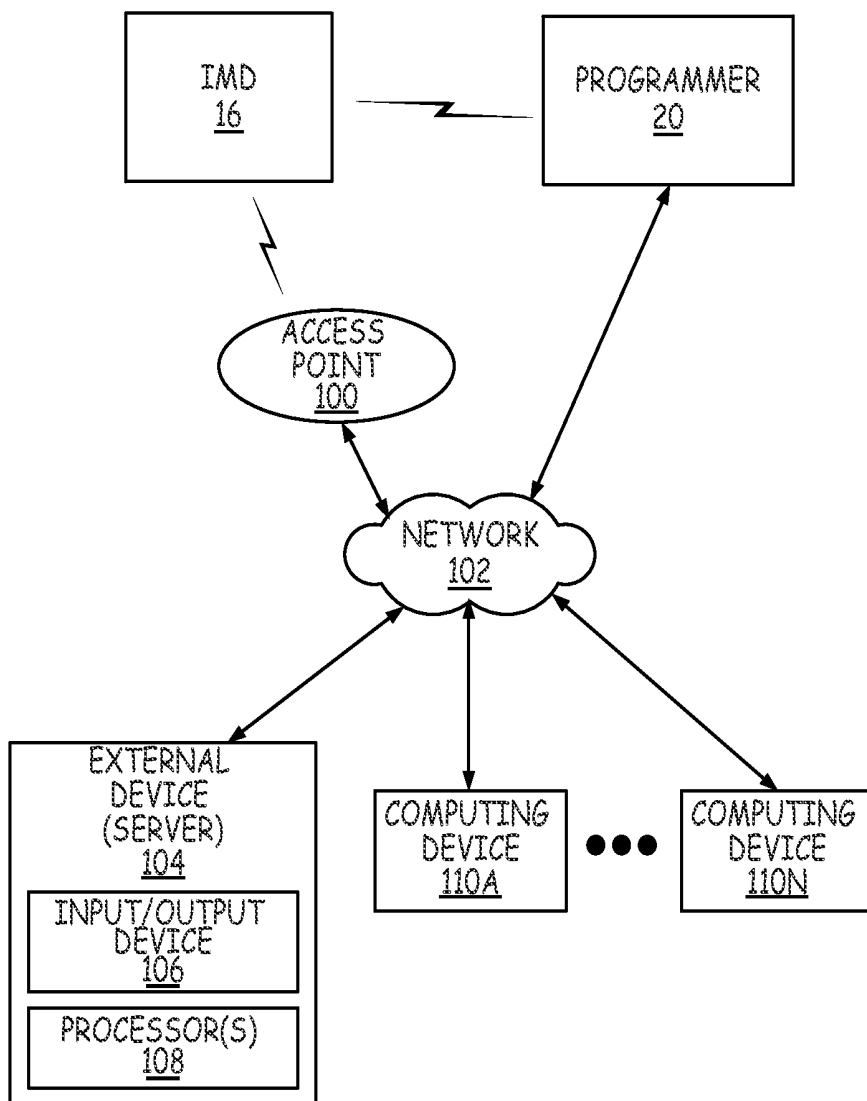 IMD
16
PROGRAMMER
20
ACCESS
POINT
100
NETWORK
102
EXTERNAL
DEVICE
(SERVER)
104
INPUT/OUTPUT
DEVICE
106
PROCESSOR(S)
108
COMPUTING
DEVICE
110A
COMPUTING
DEVICE
110N